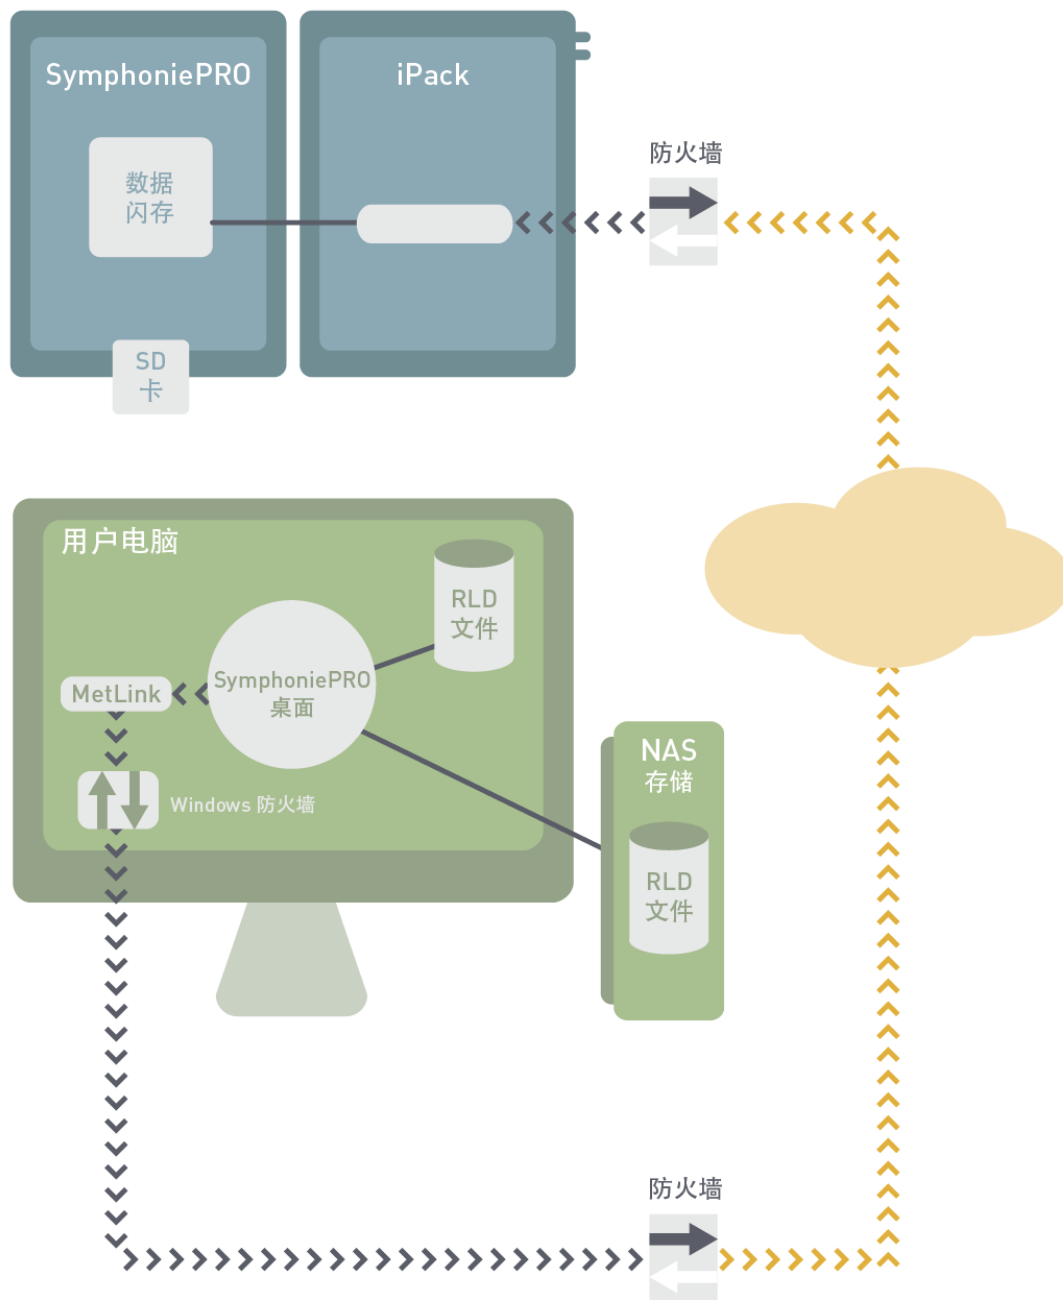 SymphoniePRO
iPack
防火墙
数据
闪存
SD
卡
用户电脑
RLD
文件
SymphoniePRO
桌面
MetLink
Windows 防火墙
NAS
存储
RLD
文件
防火墙